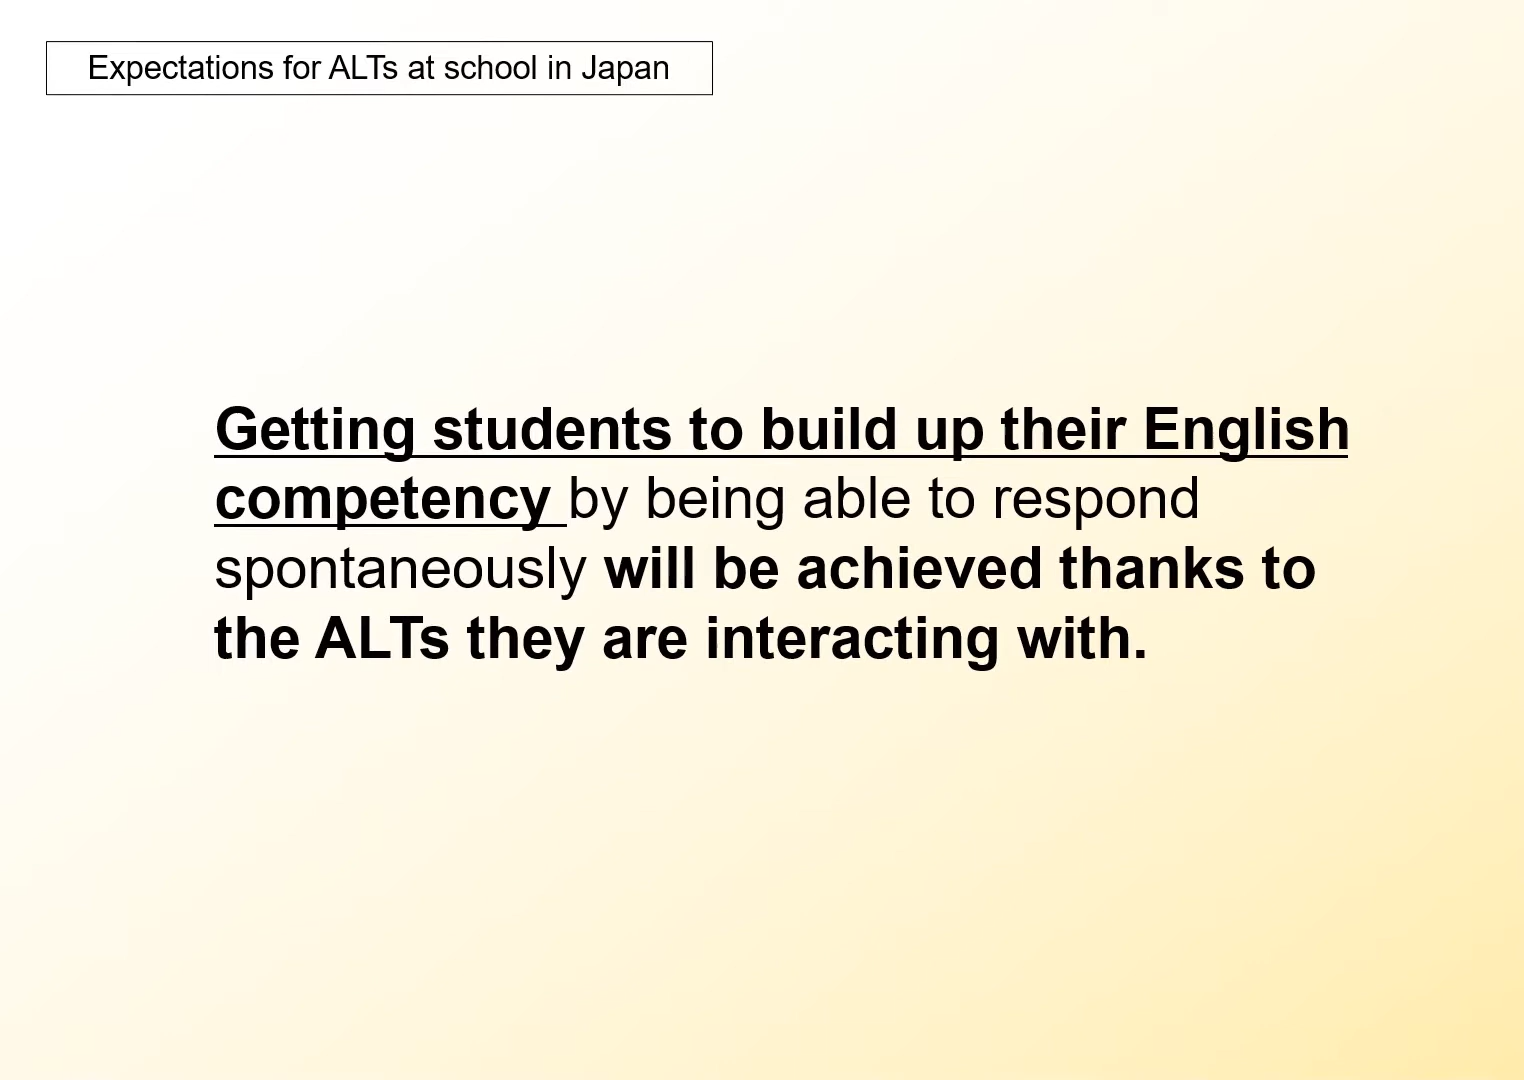 Expectations for ALTs at school in Japan
Getting students to build up their English
competency by being able to respond
spontaneously will be achieved thanks to
the ALTs they are interacting with.